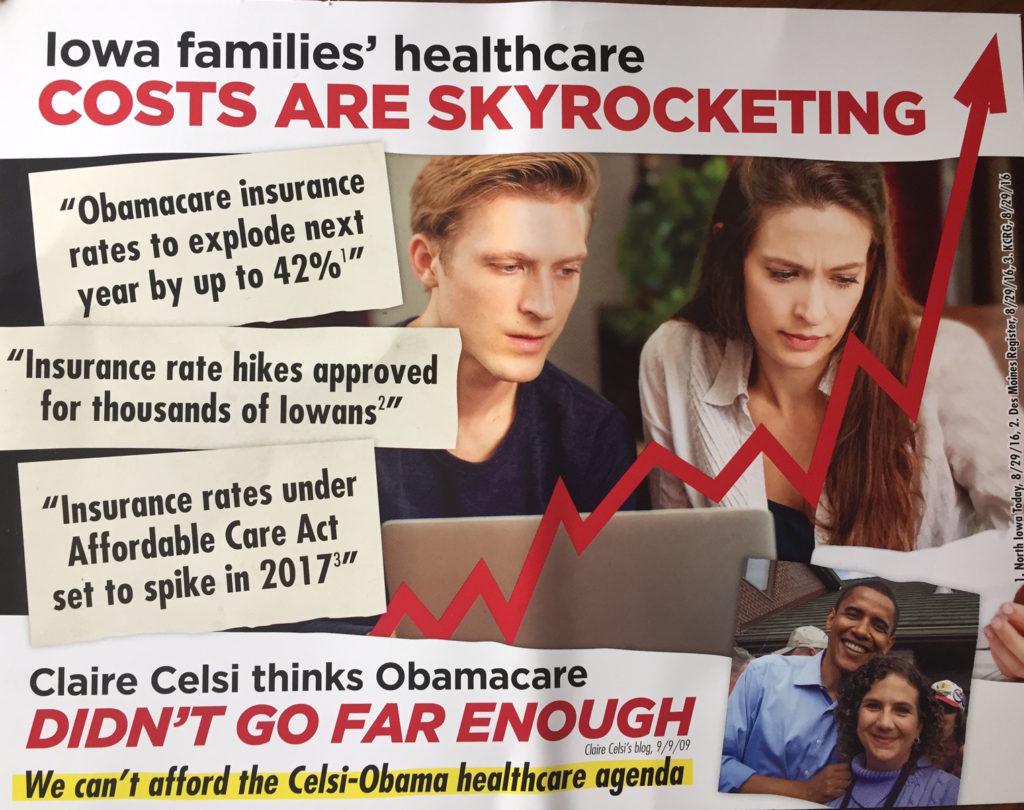 Iowa families' healthcare
COSTS ARE SKYROCKETING
"Obamacare insurance
rates to explode next
year by up to 42%¹"
"Insurance rate hikes approved
for thousands of Iowans²"
"Insurance rates under
Affordable Care Act
set to spike in 2017³"
Claire Celsi thinks Obamacare
DIDN'T GO FAR ENOUGH
Claire Celsi's blog, 9/9/09
We can't afford the Celsi-Obama healthcare agenda
1. North Iowa Today, 8/29/16, 2. Des Moines Register, 8/29/16, 3. KCRG, 8/29/16